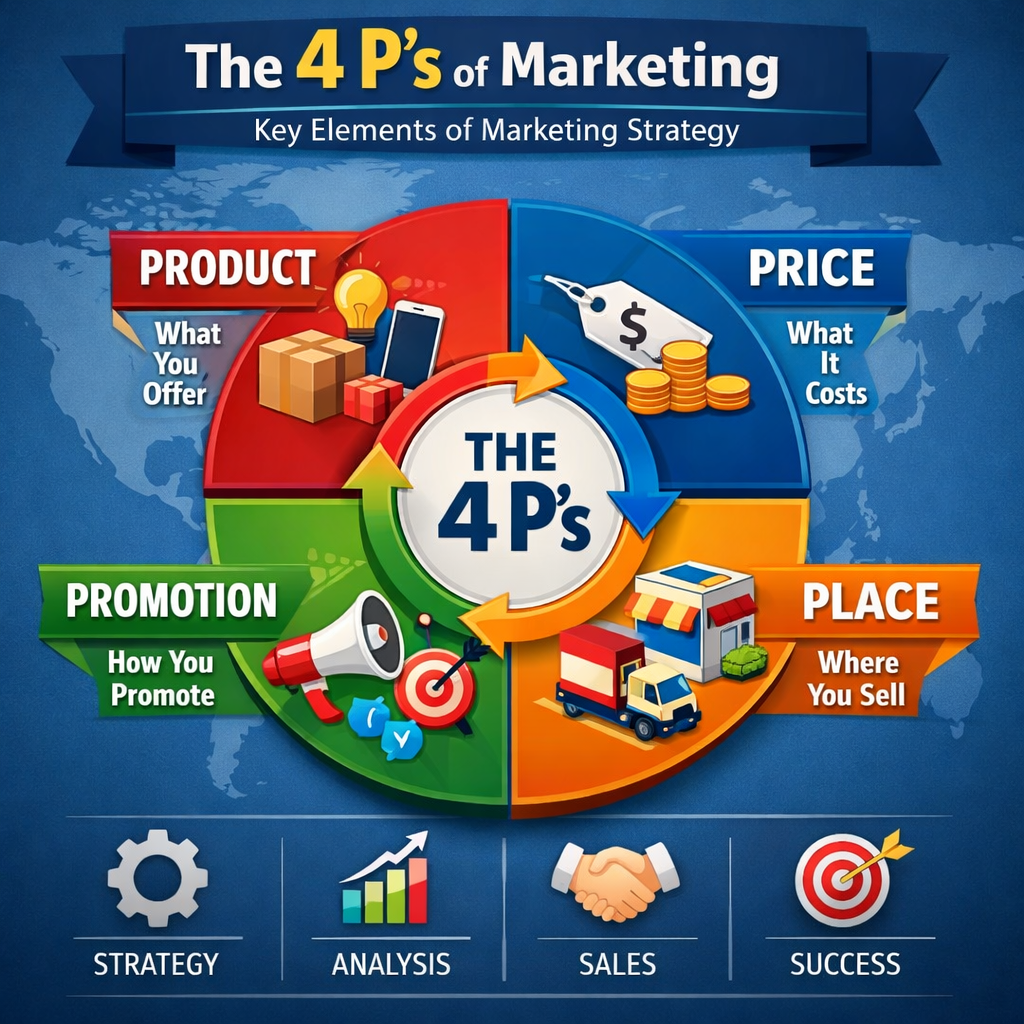 The 4 P's of Marketing
Key Elements of Marketing Strategy
PRODUCT
What
You
Offer
PRICE
What
It
Costs
$
THE
4 P's
PROMOTION
How You
Promote
PLACE
Where
You Sell
STRATEGY
ANALYSIS
SALES
SUCCESS